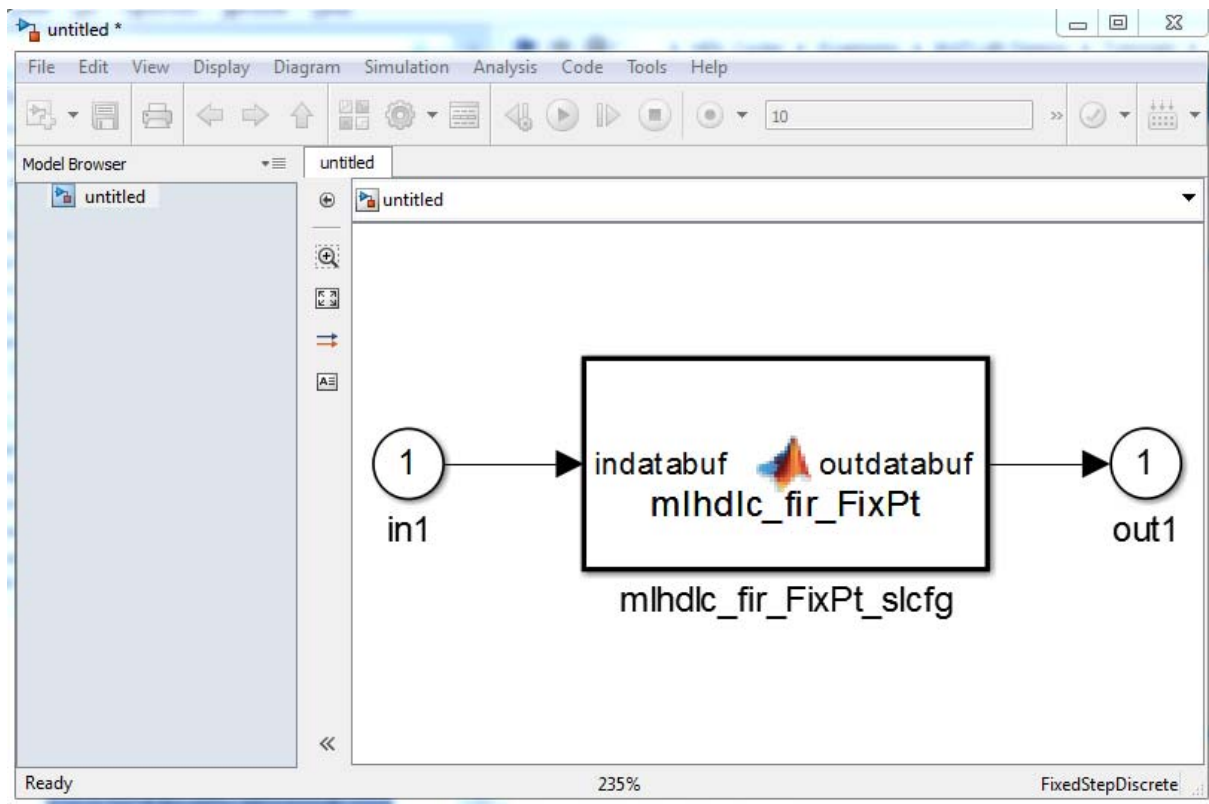 untitled *
File Edit View Display Diagram Simulation Analysis Code Tools Help
10
Model Browser
untitled
untitled
untitled
1
indatabuf outdatabuf
1
mlhdlc_fir_FixPt
in1
out1
mlhdlc_fir_FixPt_slcfg
Ready 235% FixedStepDiscrete